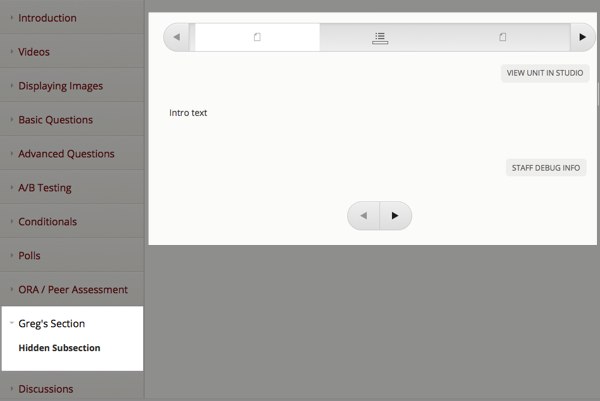 Introduction
Videos
Displaying Images
Basic Questions
Advanced Questions
A/B Testing
Conditionals
Polls
ORA / Peer Assessment
Greg's Section
Hidden Subsection
Discussions
VIEW UNIT IN STUDIO
Intro text
STAFF DEBUG INFO